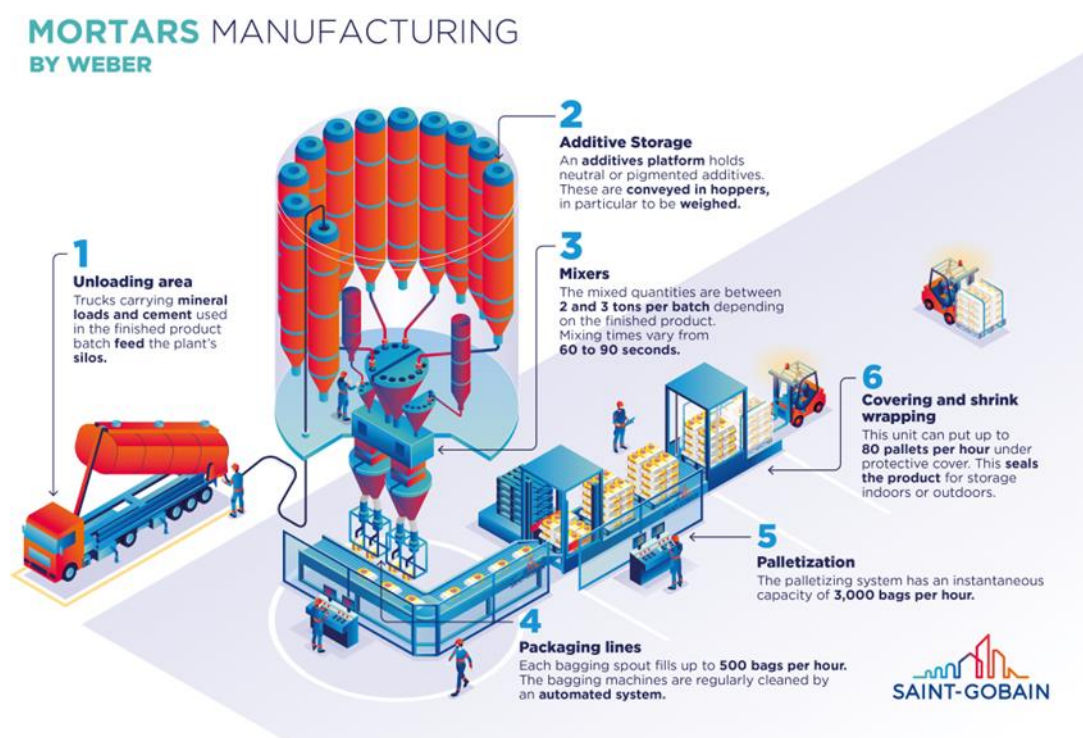 MORTARS MANUFACTURING
BY WEBER
1
Unloading area
Trucks carrying mineral
loads and cement used
in the finished product
batch feed the plant's
silos.
2
Additive Storage
An additives platform holds
neutral or pigmented additives.
These are conveyed in hoppers,
in particular to be weighed.
3
Mixers
The mixed quantities are between
2 and 3 tons per batch depending
on the finished product.
Mixing times vary from
60 to 90 seconds.
4
Packaging lines
Each bagging spout fills up to 500 bags per hour.
The bagging machines are regularly cleaned by
an automated system.
5
Palletization
The palletizing system has an instantaneous
capacity of 3,000 bags per hour.
6
Covering and shrink
wrapping
This unit can put up to
80 pallets per hour under
protective cover. This seals
the product for storage
indoors or outdoors.
SAINT-GOBAIN